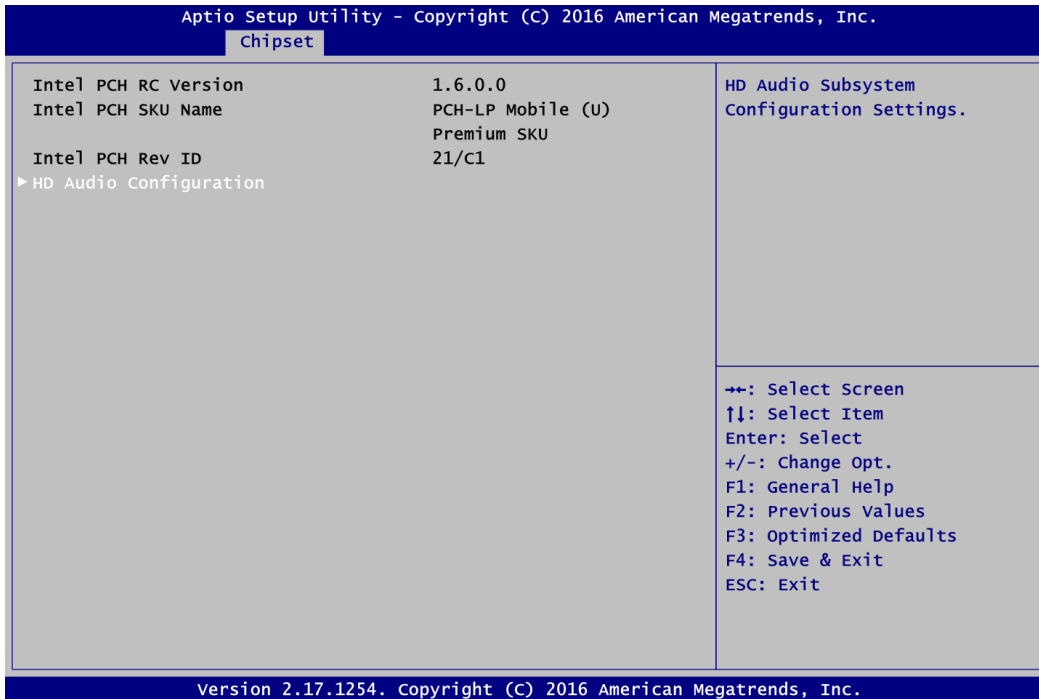 Aptio Setup Utility - Copyright (C) 2016 American Megatrends, Inc.
Chipset
Intel PCH RC Version 1.6.0.0
Intel PCH SKU Name PCH-LP Mobile (U)
Premium SKU
Intel PCH Rev ID 21/C1
▶ HD Audio Configuration
HD Audio Subsystem
Configuration Settings.
→←: Select Screen
↑↓: Select Item
Enter: Select
+/-: Change Opt.
F1: General Help
F2: Previous Values
F3: Optimized Defaults
F4: Save & Exit
ESC: Exit
Version 2.17.1254. Copyright (C) 2016 American Megatrends, Inc.